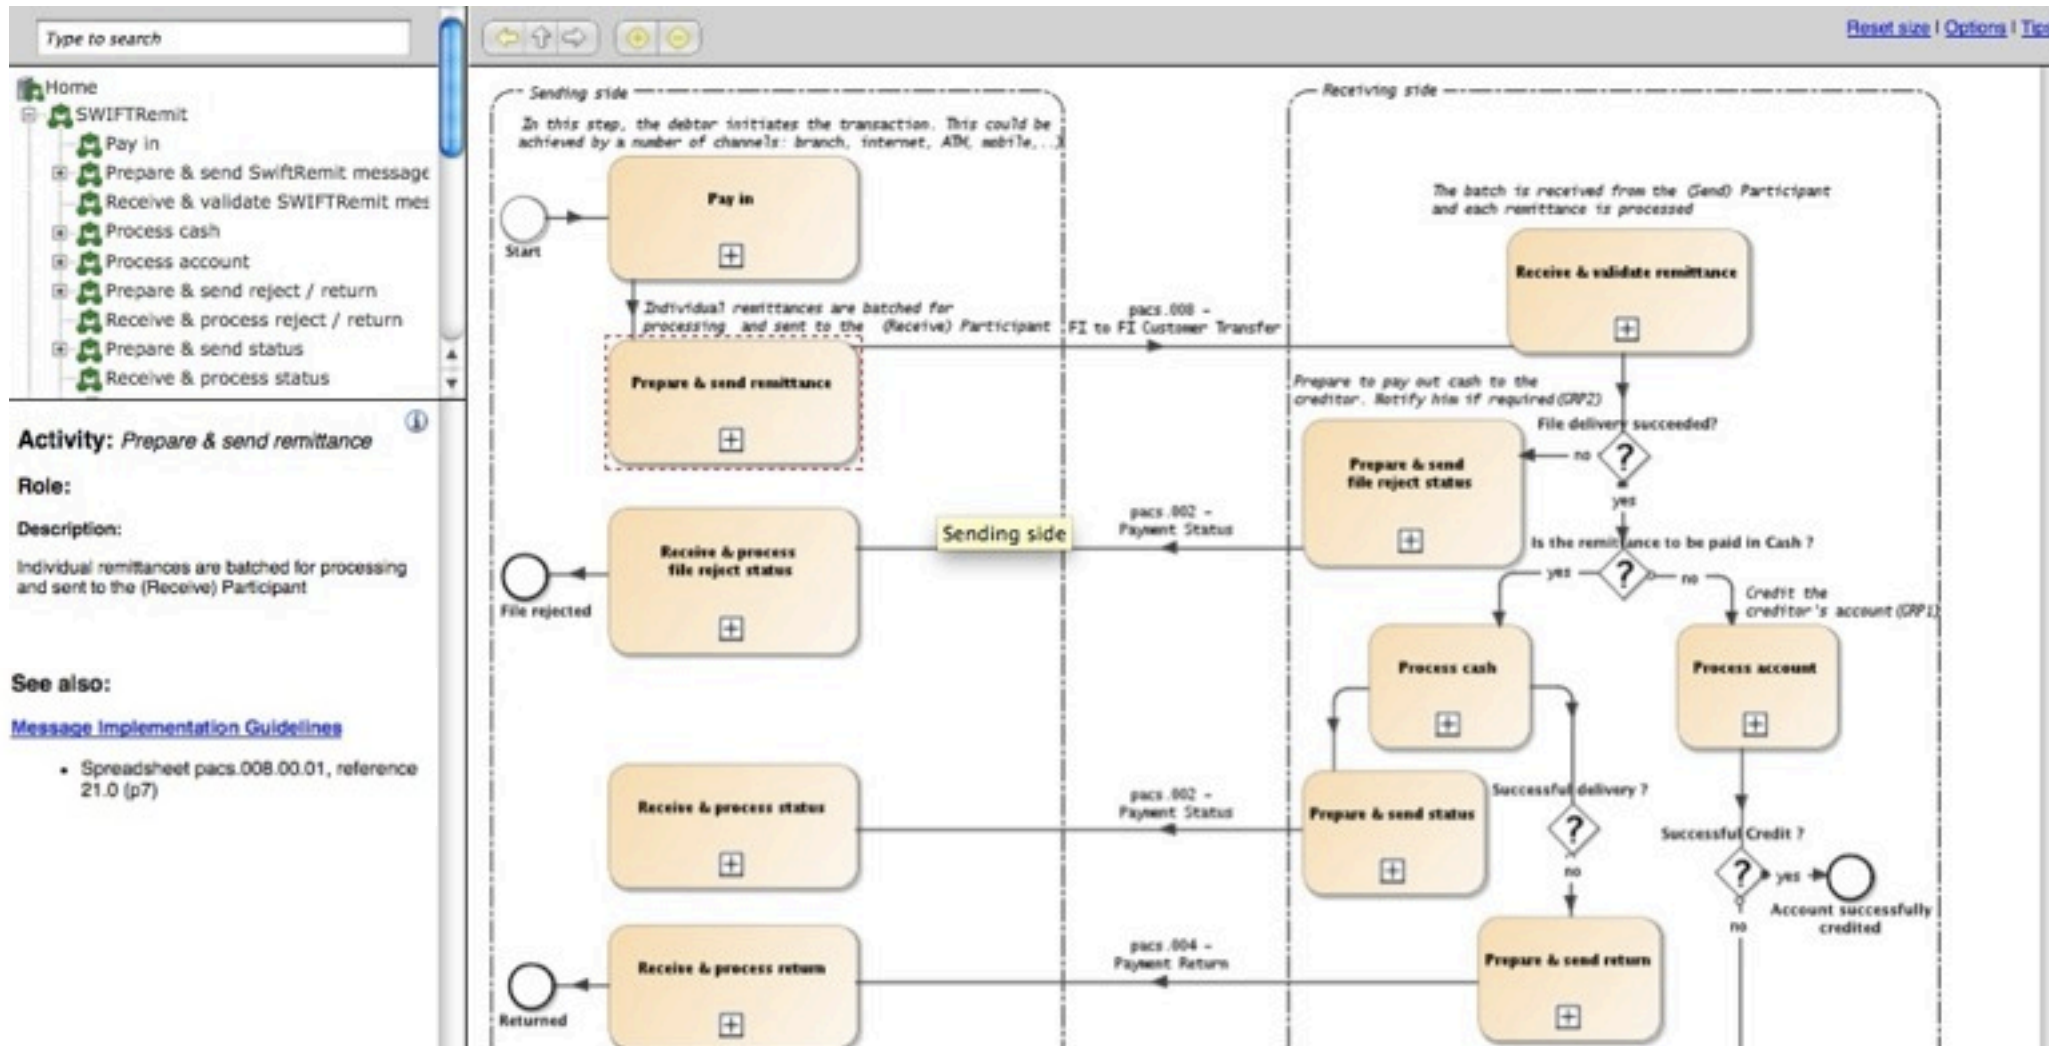 Type to search
Reset size | Options | Tips
Home
SWIFTRemit
Pay in
Prepare & send SwiftRemit message
Receive & validate SWIFTRemit mes
Process cash
Process account
Prepare & send reject / return
Receive & process reject / return
Prepare & send status
Receive & process status
Activity: Prepare & send remittance
Role:
Description:
Individual remittances are batched for processing
and sent to the (Receive) Participant
See also:
Message Implementation Guidelines
• Spreadsheet pacs.008.00.01, reference
21.0 (p7)
Sending side
In this step, the debtor initiates the transaction. This could be
achieved by a number of channels: branch, internet, ATM, mobile,..)
Start
Pay in
Individual remittances are batched for
processing and sent to the (Receive) Participant
Prepare & send remittance
Receive & process
file reject status
File rejected
Sending side
Receive & process status
Receive & process return
Returned
pacs.008 -
FI to FI Customer Transfer
pacs.002 -
Payment Status
pacs.002 -
Payment Status
pacs.004 -
Payment Return
Receiving side
The batch is received from the (Send) Participant
and each remittance is processed
Receive & validate remittance
Prepare to pay out cash to the
creditor. Notify him if required(GRP2)
File delivery succeeded?
?
no
yes
Prepare & send
file reject status
Is the remittance to be paid in Cash ?
yes
?
no
Credit the
creditor's account(GRP1)
Process cash
Process account
Successful delivery ?
?
no
Prepare & send status
Successful Credit ?
?
yes
no
Account successfully
credited
Prepare & send return